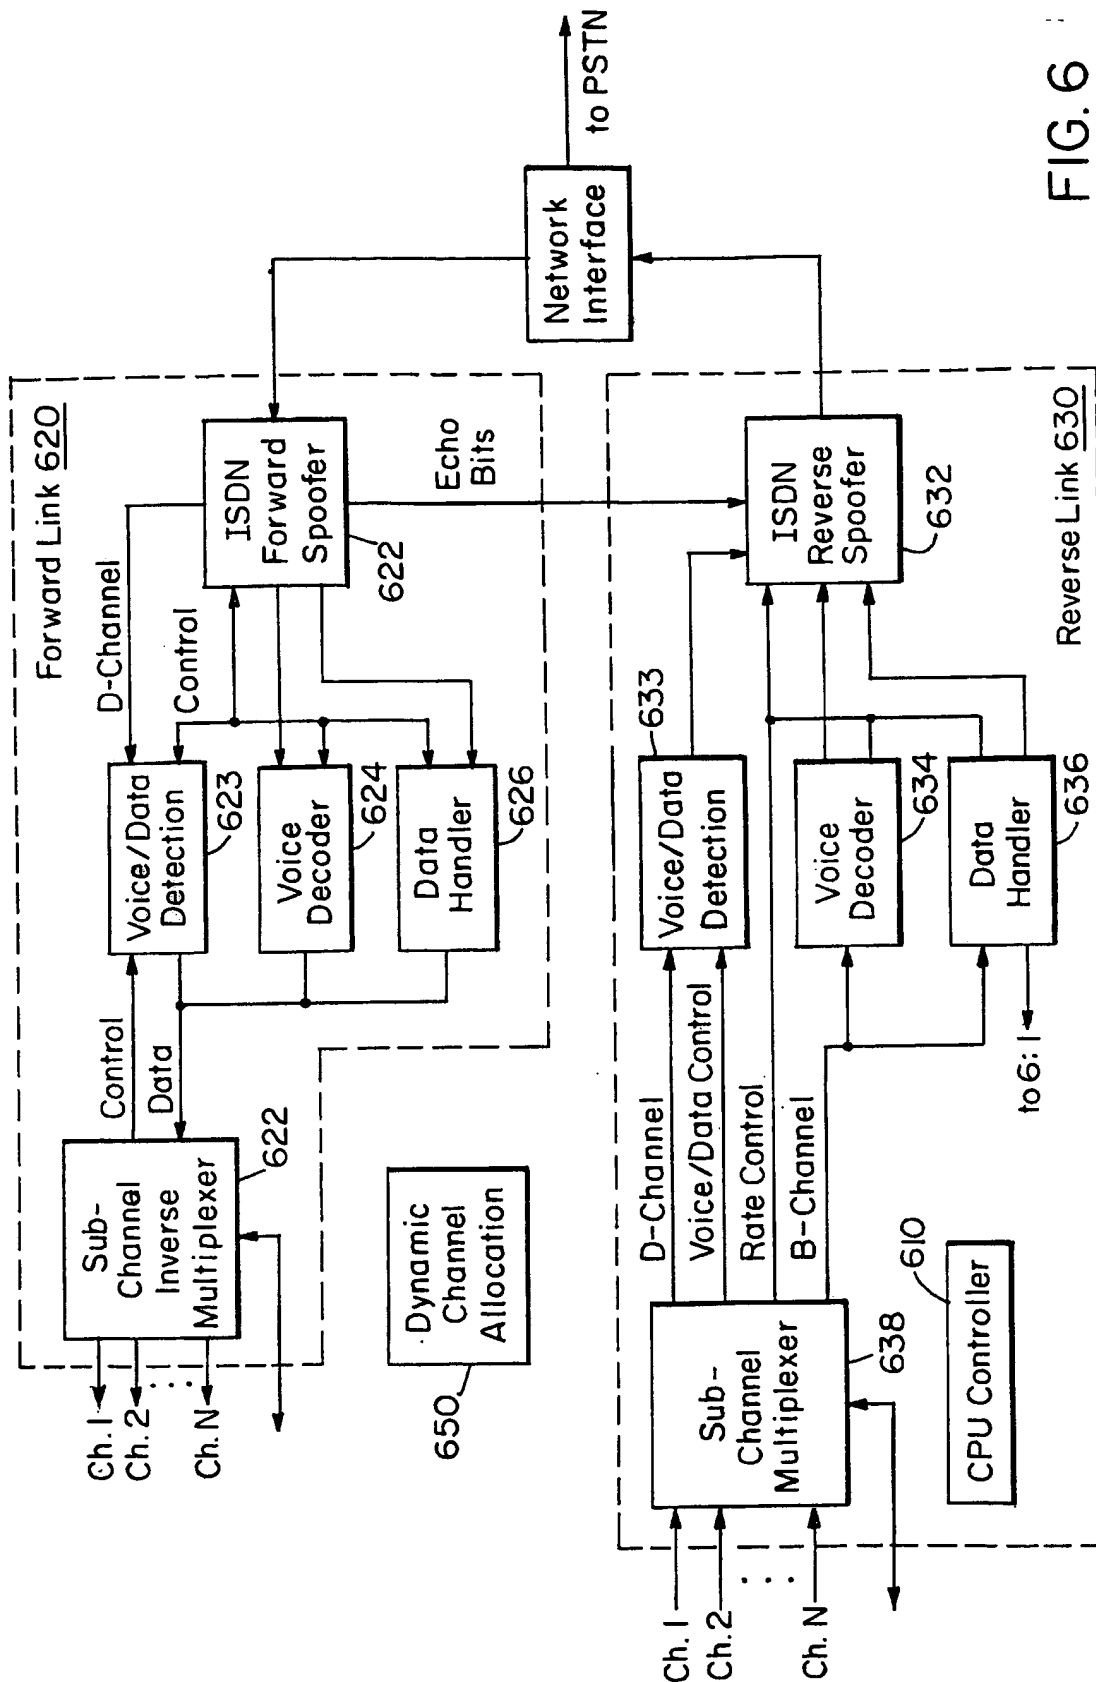 Forward Link 620
Sub-
Channel
Inverse
Multiplexer
622
Ch. 1
Ch. 2
Ch. N
Control
Data
Voice/Data
Detection
623
D-Channel
Control
Voice
Decoder
624
Data
Handler
626
ISDN
Forward
Spoofer
622
Echo
Bits
Network
Interface
to PSTN
Dynamic
Channel
Allocation
650
Reverse Link 630
Ch. 1
Ch. 2
Ch. N
Sub-
Channel
Multiplexer
638
D-Channel
Voice/Data Control
Rate Control
B-Channel
Voice/Data
Detection
633
Voice
Decoder
634
Data
Handler
636
to 6:1
ISDN
Reverse
Spoofer
632
CPU Controller
610
FIG. 6